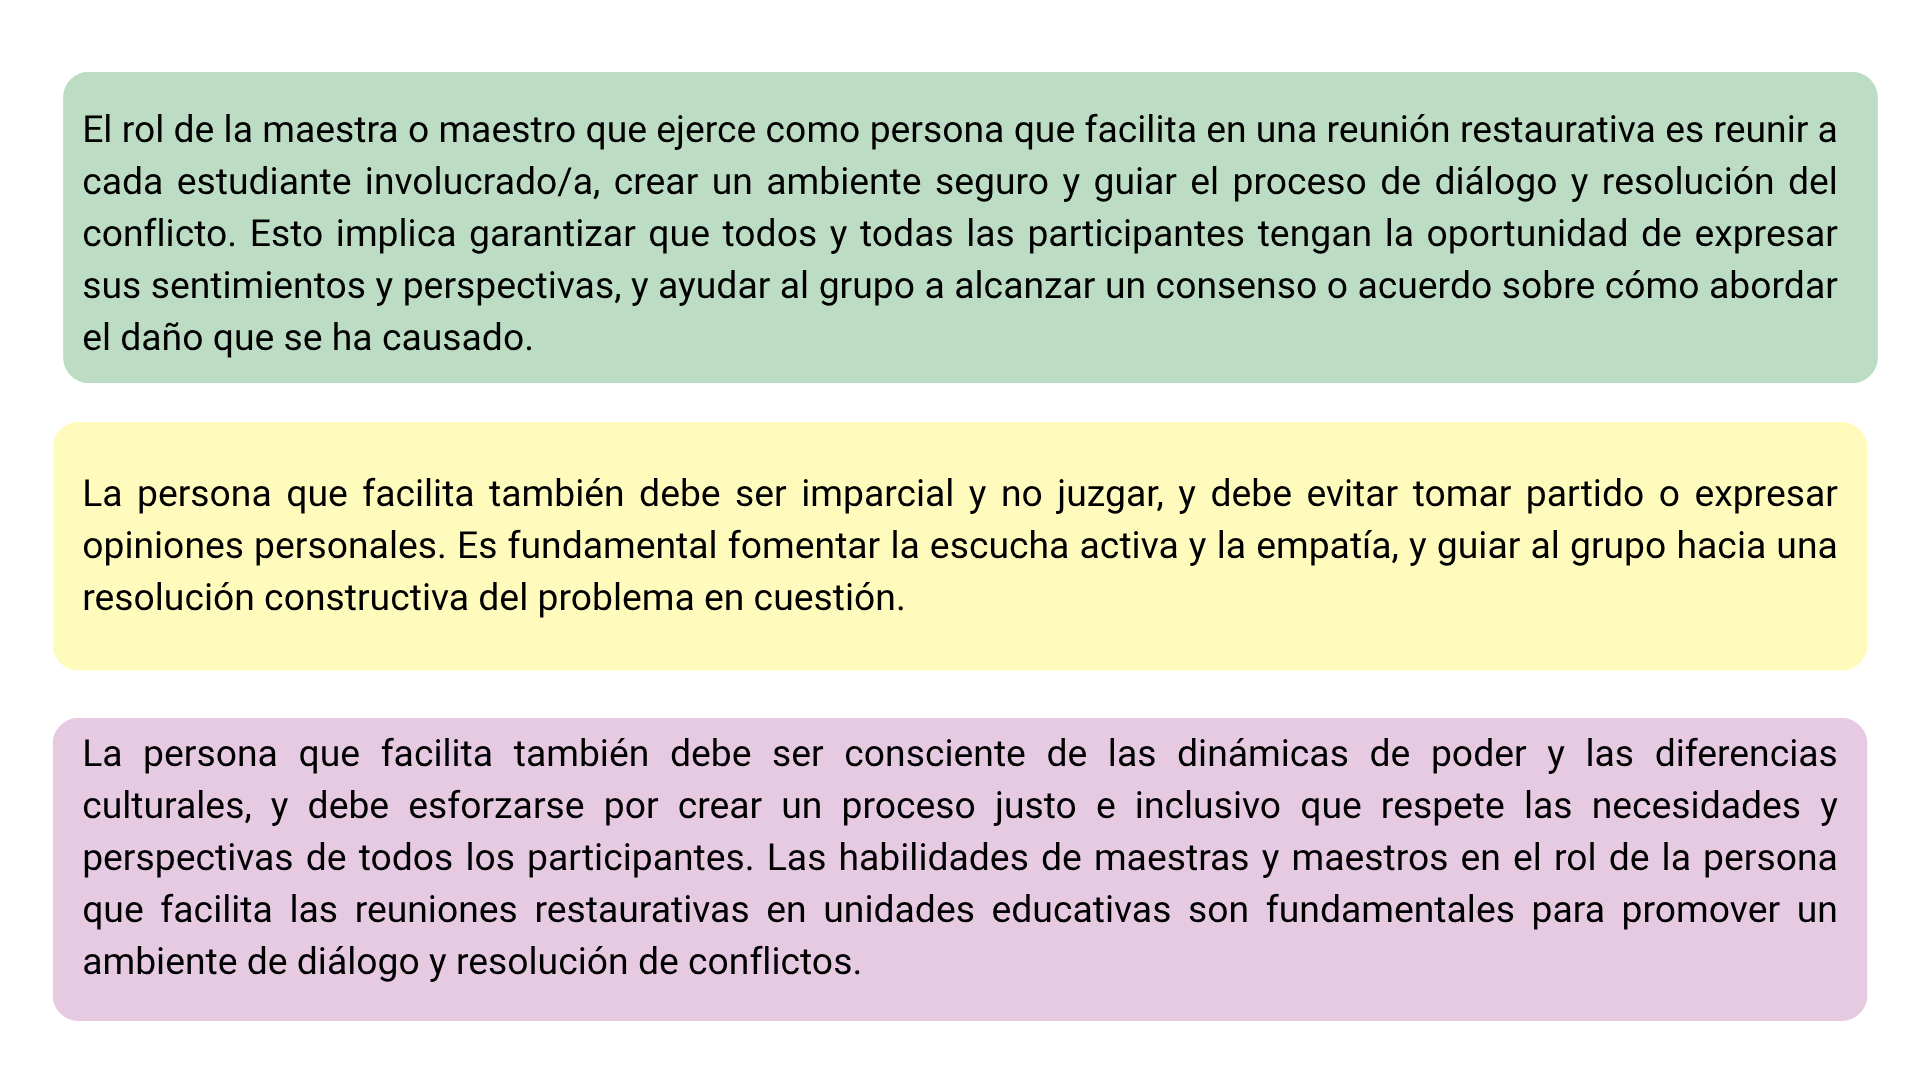 El rol de la maestra o maestro que ejerce como persona que facilita en una reunión restaurativa es reunir a
cada estudiante involucrado/a, crear un ambiente seguro y guiar el proceso de diálogo y resolución del
conflicto. Esto implica garantizar que todos y todas las participantes tengan la oportunidad de expresar
sus sentimientos y perspectivas, y ayudar al grupo a alcanzar un consenso o acuerdo sobre cómo abordar
el daño que se ha causado.
La persona que facilita también debe ser imparcial y no juzgar, y debe evitar tomar partido o expresar
opiniones personales. Es fundamental fomentar la escucha activa y la empatía, y guiar al grupo hacia una
resolución constructiva del problema en cuestión.
La persona que facilita también debe ser consciente de las dinámicas de poder y las diferencias
culturales, y debe esforzarse por crear un proceso justo e inclusivo que respete las necesidades y
perspectivas de todos los participantes. Las habilidades de maestras y maestros en el rol de la persona
que facilita las reuniones restaurativas en unidades educativas son fundamentales para promover un
ambiente de diálogo y resolución de conflictos.